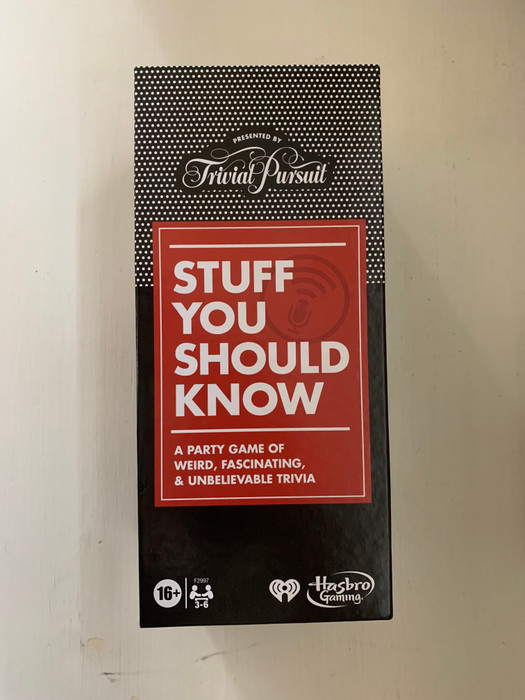 PRESENTED BY
Trivial Pursuit
STUFF
YOU
SHOULD
KNOW
A PARTY GAME OF
WEIRD, FASCINATING,
& UNBELIEVABLE TRIVIA
16+
F2997
3-6
Hasbro
Gaming